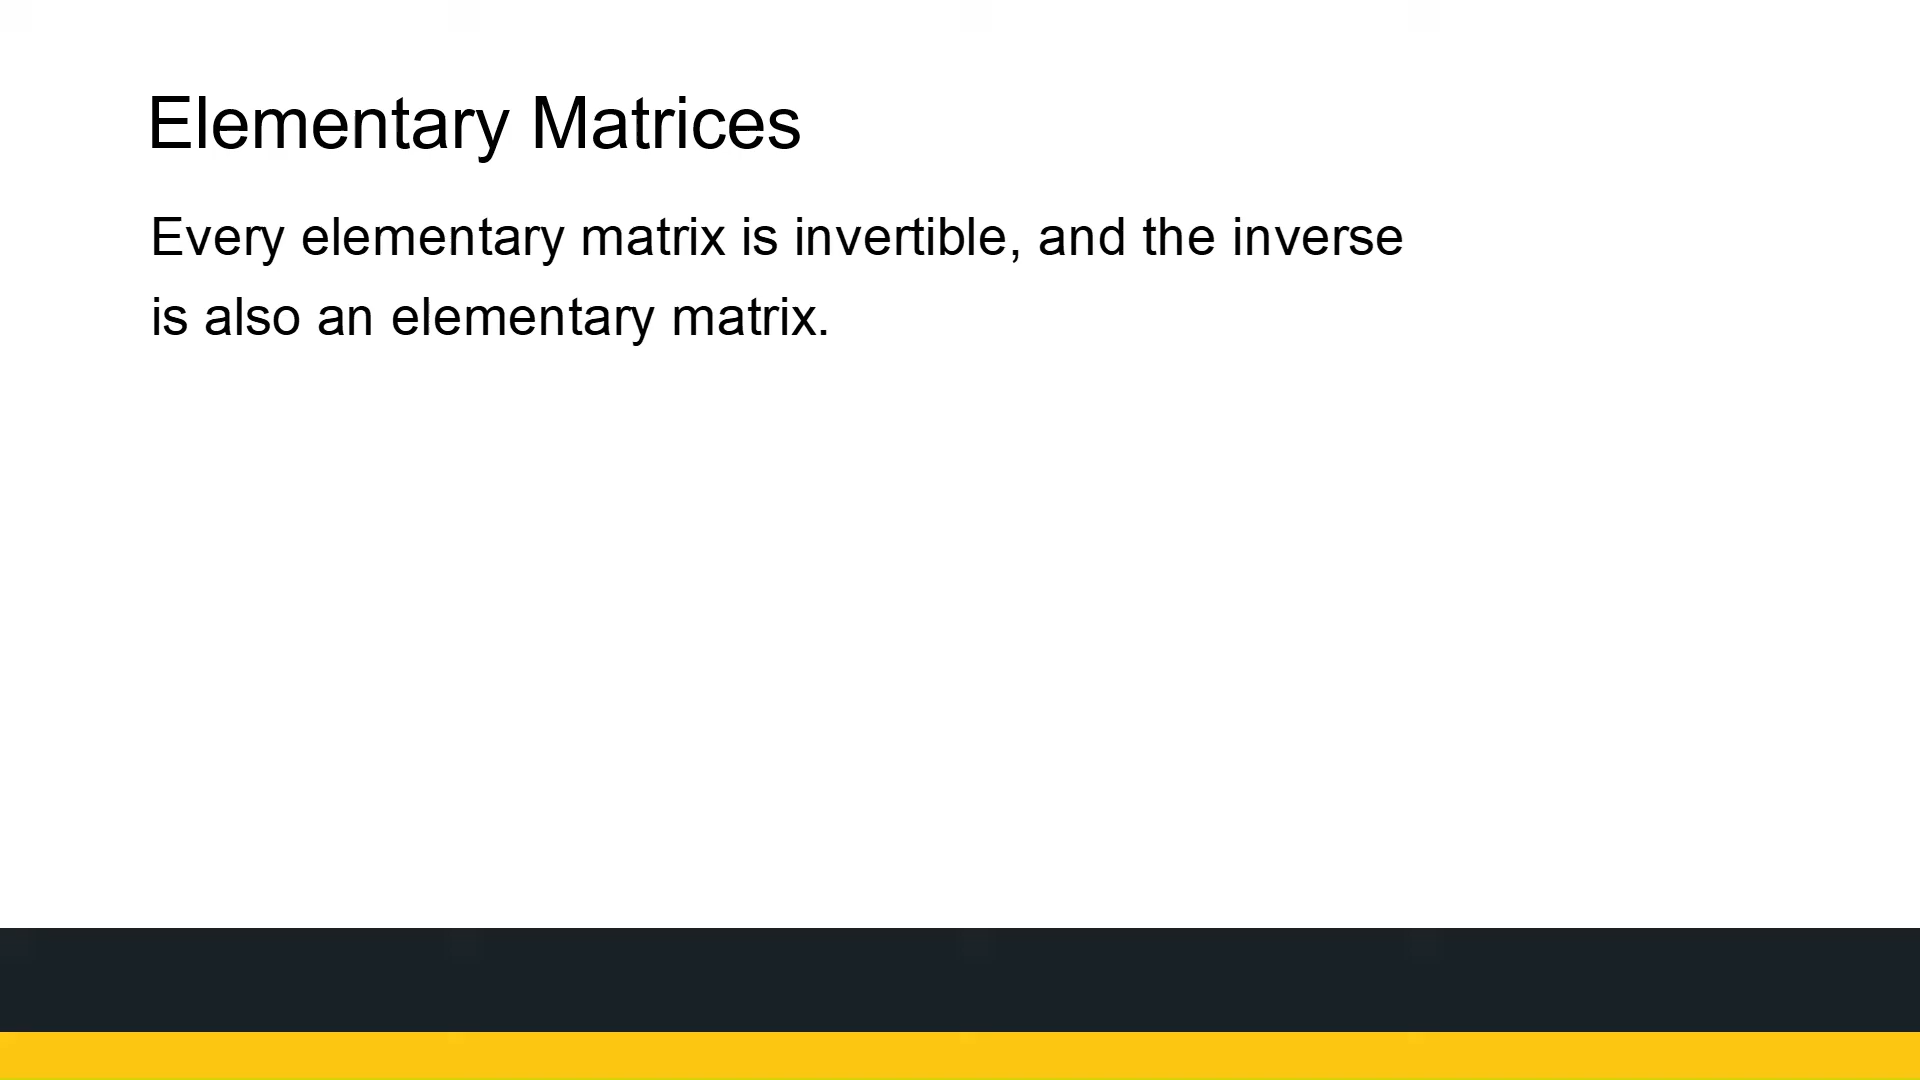 Elementary Matrices
Every elementary matrix is invertible, and the inverse
is also an elementary matrix.